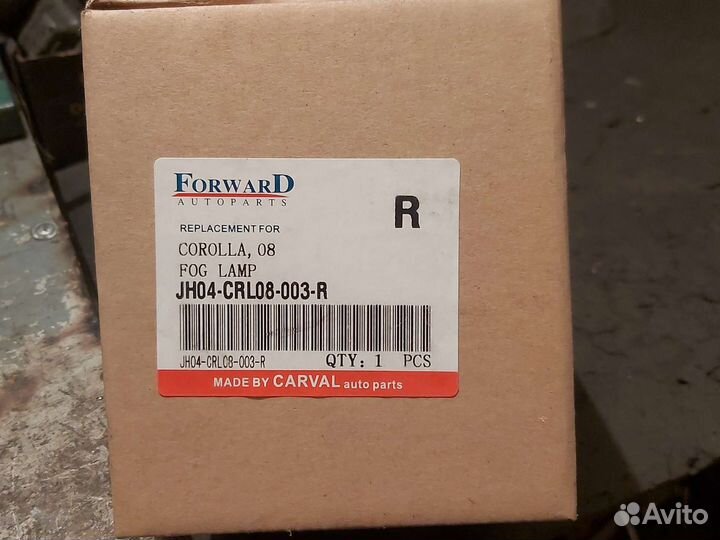 FORWARD
AUTOPARTS
R
REPLACEMENT FOR
COROLLA, 08
FOG LAMP
JH04-CRL08-003-R
JH04-CRL08-003-R QTY: 1 PCS
MADE BY CARVAL auto parts
Avito